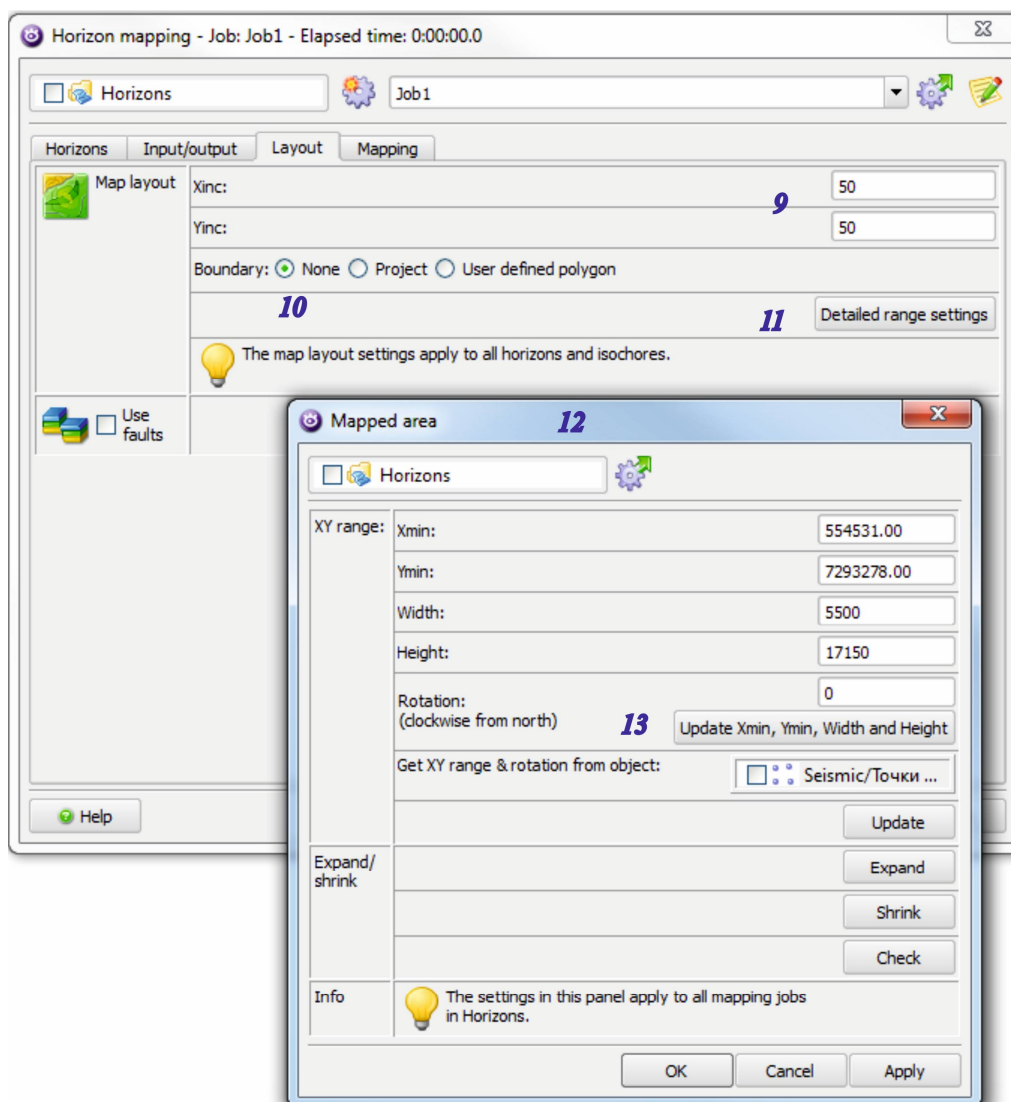 Horizon mapping - Job: Job1 - Elapsed time: 0:00:00.0
Horizons
Job1
Horizons
Input/output
Layout
Mapping
Map layout
Xinc:
50
9
Yinc:
50
Boundary: None Project User defined polygon
10
11
Detailed range settings
The map layout settings apply to all horizons and isochores.
Use
faults
Mapped area
12
Horizons
XY range:
Xmin:
554531.00
Ymin:
7293278.00
Width:
5500
Height:
17150
Rotation:
(clockwise from north)
0
13
Update Xmin, Ymin, Width and Height
Get XY range & rotation from object:
Seismic/Точки ...
Update
Expand/
shrink
Expand
Shrink
Check
Info
The settings in this panel apply to all mapping jobs
in Horizons.
OK
Cancel
Apply
Help